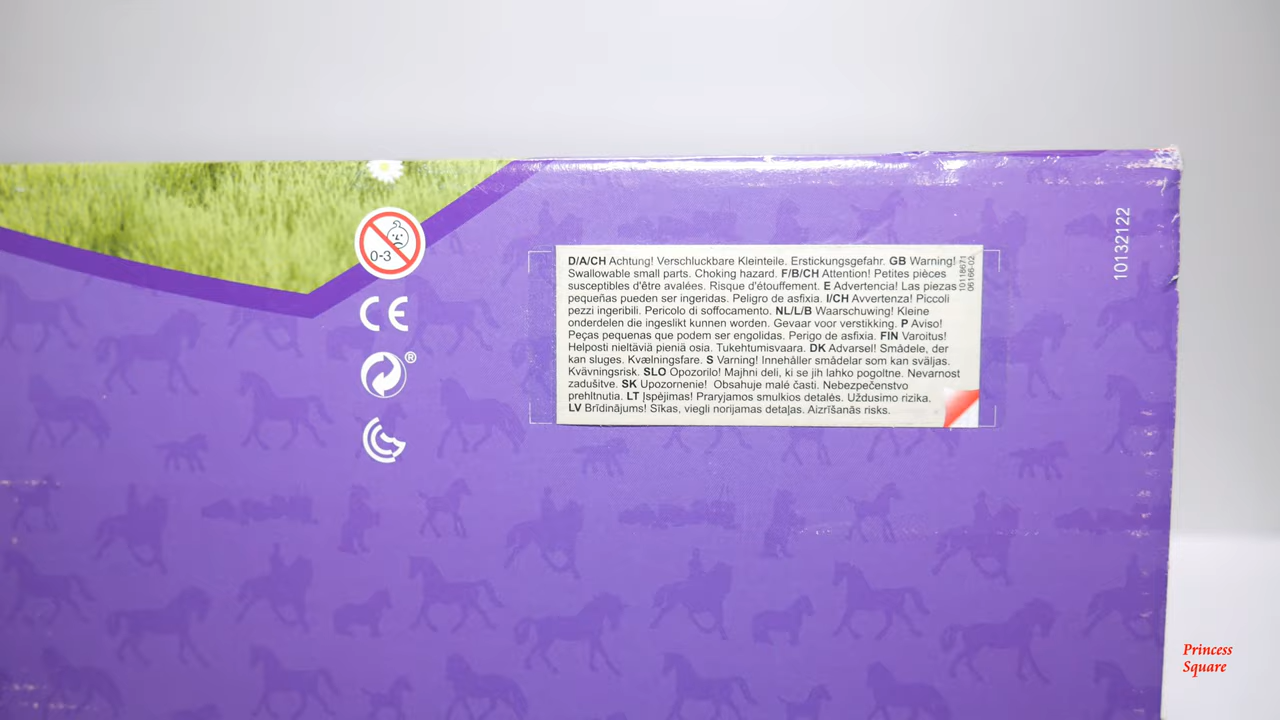 0-3
CE
®
D/A/CH Achtung! Verschluckbare Kleinteile. Erstickungsgefahr. GB Warning!
Swallowable small parts. Choking hazard. F/B/CH Attention! Petites pièces
susceptibles d'être avalées. Risque d'étouffement. E Advertencia! Las piezas
pequeñas pueden ser ingeridas. Peligro de asfixia. I/CH Avvertenza! Piccoli
pezzi ingeribili. Pericolo di soffocamento. NL/L/B Waarschuwing! Kleine
onderdelen die ingeslikt kunnen worden. Gevaar voor verstikking. P Aviso!
Peças pequenas que podem ser engolidas. Perigo de asfixia. FIN Varoitus!
Helposti nieltäviä pieniä osia. Tukehtumisvaara. DK Advarsel! Smådele, der
kan sluges. Kvælningsfare. S Varning! Innehåller smådelar som kan sväljas.
Kvävningsrisk. SLO Opozorilo! Majhni deli, ki se jih lahko pogoltne. Nevarnost
zadušitve. SK Upozornenie! Obsahuje malé časti. Nebezpečenstvo
prehltnutia. LT Įspėjimas! Praryjamos smulkios detalės. Uždusimo rizika.
LV Brīdinājums! Sīkas, viegli norijamas detaļas. Aizrīšanās risks.
10118671
06166-02
10132122
Princess
Square